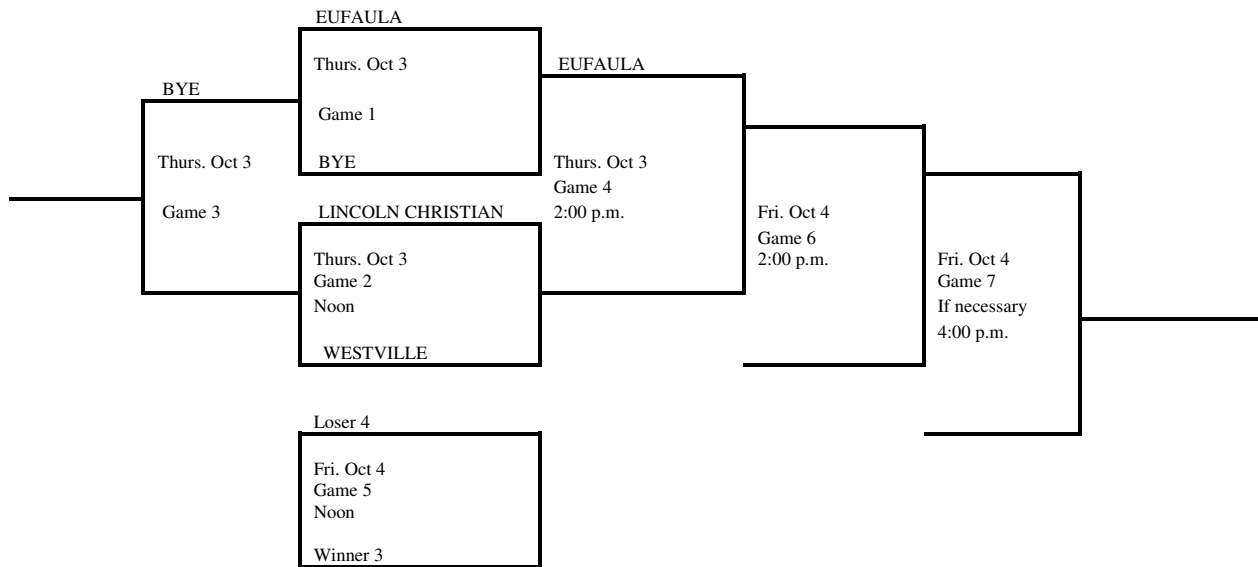 EUFAULA
Thurs. Oct 3
EUFAULA
BYE
Game 1
Thurs. Oct 3
BYE
Thurs. Oct 3
Game 4
Game 3
LINCOLN CHRISTIAN
2:00 p.m.
Fri. Oct 4
Game 6
2:00 p.m.
Thurs. Oct 3
Game 2
Noon
Fri. Oct 4
Game 7
If necessary
4:00 p.m.
WESTVILLE
Loser 4
Fri. Oct 4
Game 5
Noon
Winner 3